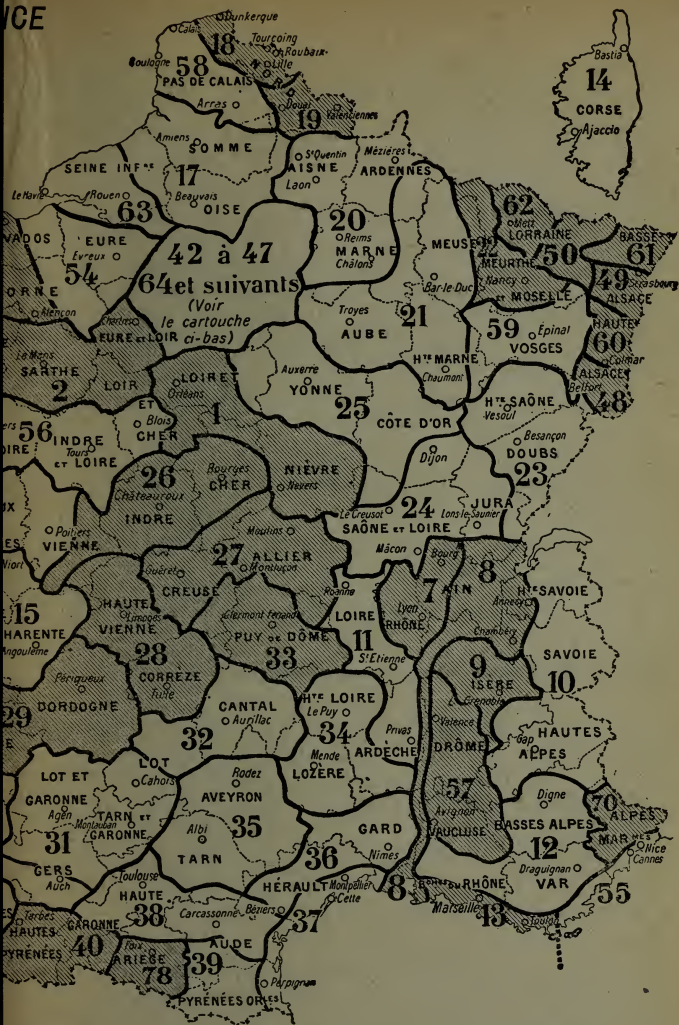 ICE
Dunkerque
Calais
18
Tourcoing
Roubaix
Lille
Boulogne
58
PAS DE CALAIS
NORD
Arras
Douai
Valenciennes
19
14
Bastia
CORSE
Ajaccio
Amiens
SOMME
SEINE INFRE
17
Le Havre
Rouen
Beauvais
OISE
63
St Quentin
AISNE
Laon
Mézières
ARDENNES
20
Reims
MARNE
Châlons
VADOS
EURE
Evreux
54
42 à 47
64 et suivants
(Voir
le cartouche
ci-bas)
MEUSE
22
Bar-le-Duc
62
Metz
LORRAINE
50
MEURTHE
Nancy
ET MOSELLE
BASSE
61
49
Strasbourg
ALSACE
HAUTE
60
Colmar
ALSACE
Belfort
48
ORNE
Alençon
Chartres
EURE ET LOIR
Troyes
AUBE
21
HTE MARNE
Chaumont
59
Epinal
VOSGES
Le Mans
SARTHE
2
LOIR
ET
Blois
CHER
LOIRET
Orléans
1
Auxerre
YONNE
25
CÔTE D'OR
Dijon
HTE SAÔNE
Vesoul
Besançon
DOUBS
23
56
INDRE
Tours
ET LOIRE
OIRE
26
Châteauroux
INDRE
Bourges
CHER
NIÈVRE
Nevers
Le Creusot
24
SAÔNE ET LOIRE
Lons-le-Saunier
JURA
Mâcon
Poitiers
VIENNE
Niort
Moulins
27
ALLIER
Montluçon
Guéret
CREUSE
Roanne
LOIRE
11
St Etienne
7
Lyon
RHÔNE
Bourg
AIN
8
HTE SAVOIE
Annecy
Chambéry
SAVOIE
10
15
CHARENTE
Angoulême
HAUTE
Limoges
VIENNE
28
CORRÈZE
Tulle
Clermont Ferrand
PUY DE DÔME
33
9
ISÈRE
Grenoble
Périgueux
DORDOGNE
29
CANTAL
Aurillac
32
HTE LOIRE
Le Puy
34
Mende
LOZÈRE
Privas
ARDÈCHE
Valence
DRÔME
57
Gap
HAUTES
ALPES
LOT ET
GARONNE
Agen
31
LOT
Cahors
TARN ET
Montauban
GARONNE
Rodez
AVEYRON
35
Albi
TARN
GARD
Nîmes
36
Avignon
VAUCLUSE
Digne
BASSES ALPES
12
70
ALPES
MARMES
Nice
Cannes
GERS
Auch
Toulouse
HAUTE
38
GARONNE
Carcassonne
Béziers
HÉRAULT
Montpellier
Cette
37
8
BCHES DU RHÔNE
Marseille
13
Draguignan
VAR
Toulon
55
Tarbes
HAUTES
PYRÉNÉES
40
Foix
ARIÈGE
78
AUDE
39
Perpignan
PYRÉNÉES ORLES